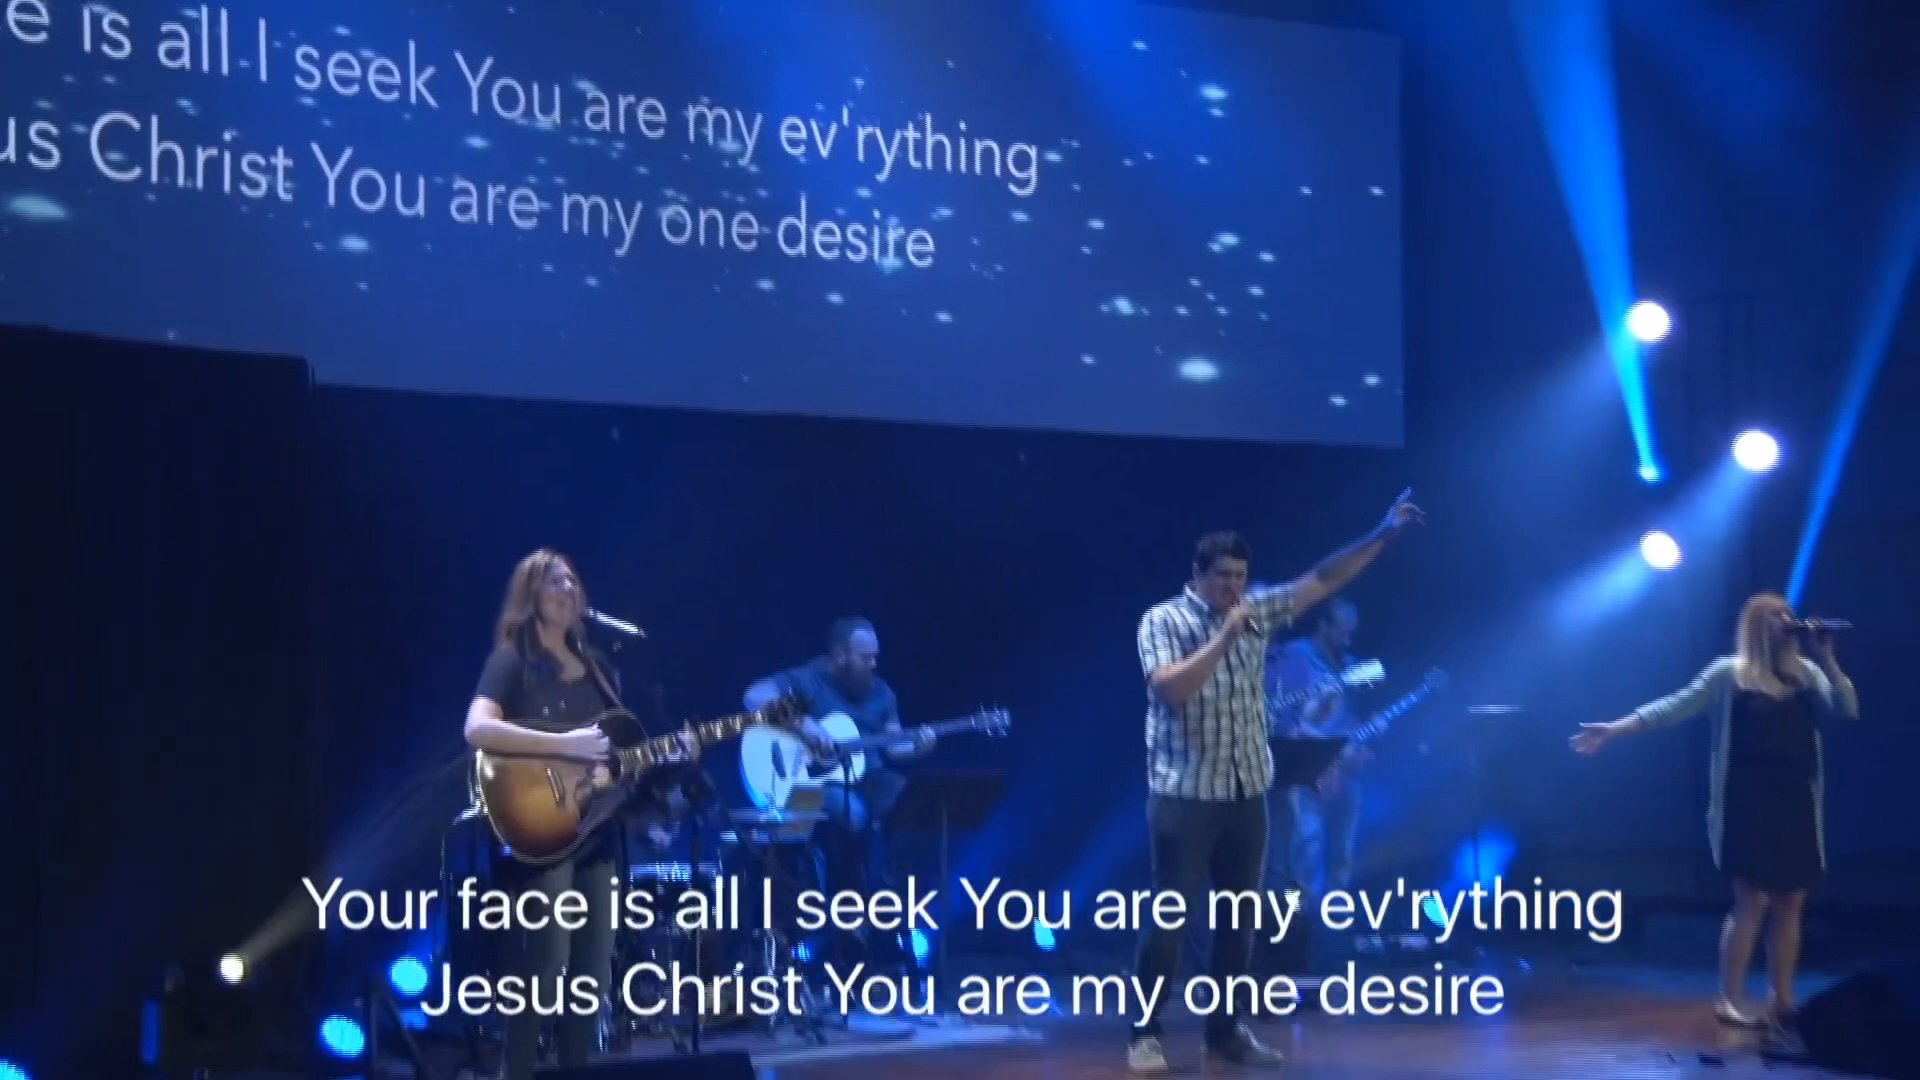 e is all I seek You are my ev'rything
us Christ You are my one desire
Your face is all I seek You are my ev'rything
Jesus Christ You are my one desire